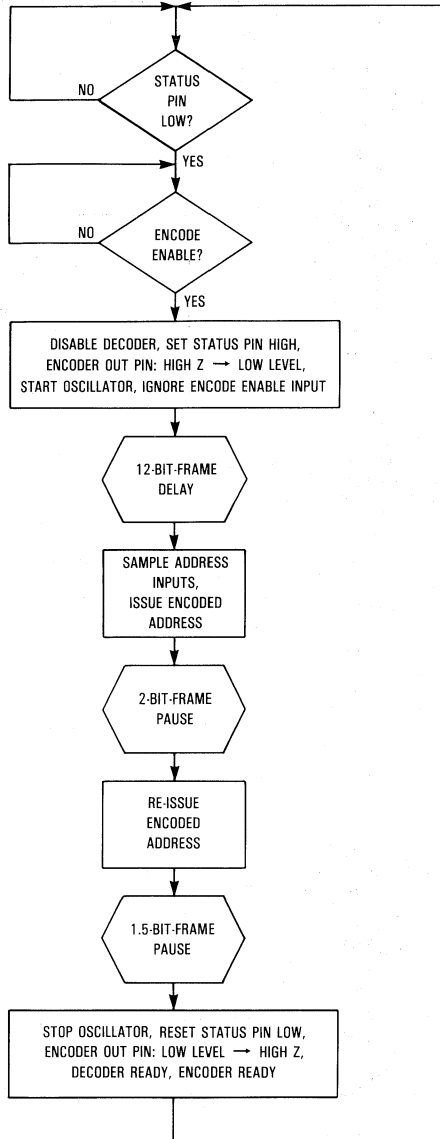 STATUS
PIN
LOW?
NO
YES
ENCODE
ENABLE?
NO
YES
DISABLE DECODER, SET STATUS PIN HIGH,
ENCODER OUT PIN: HIGH Z → LOW LEVEL,
START OSCILLATOR, IGNORE ENCODE ENABLE INPUT
12-BIT-FRAME
DELAY
SAMPLE ADDRESS
INPUTS,
ISSUE ENCODED
ADDRESS
2-BIT-FRAME
PAUSE
RE-ISSUE
ENCODED
ADDRESS
1.5-BIT-FRAME
PAUSE
STOP OSCILLATOR, RESET STATUS PIN LOW,
ENCODER OUT PIN: LOW LEVEL → HIGH Z,
DECODER READY, ENCODER READY